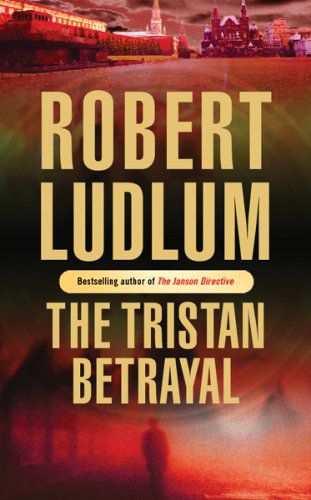 ROBERT
LUDLUM
Bestselling author of The Janson Directive
THE TRISTAN
BETRAYAL